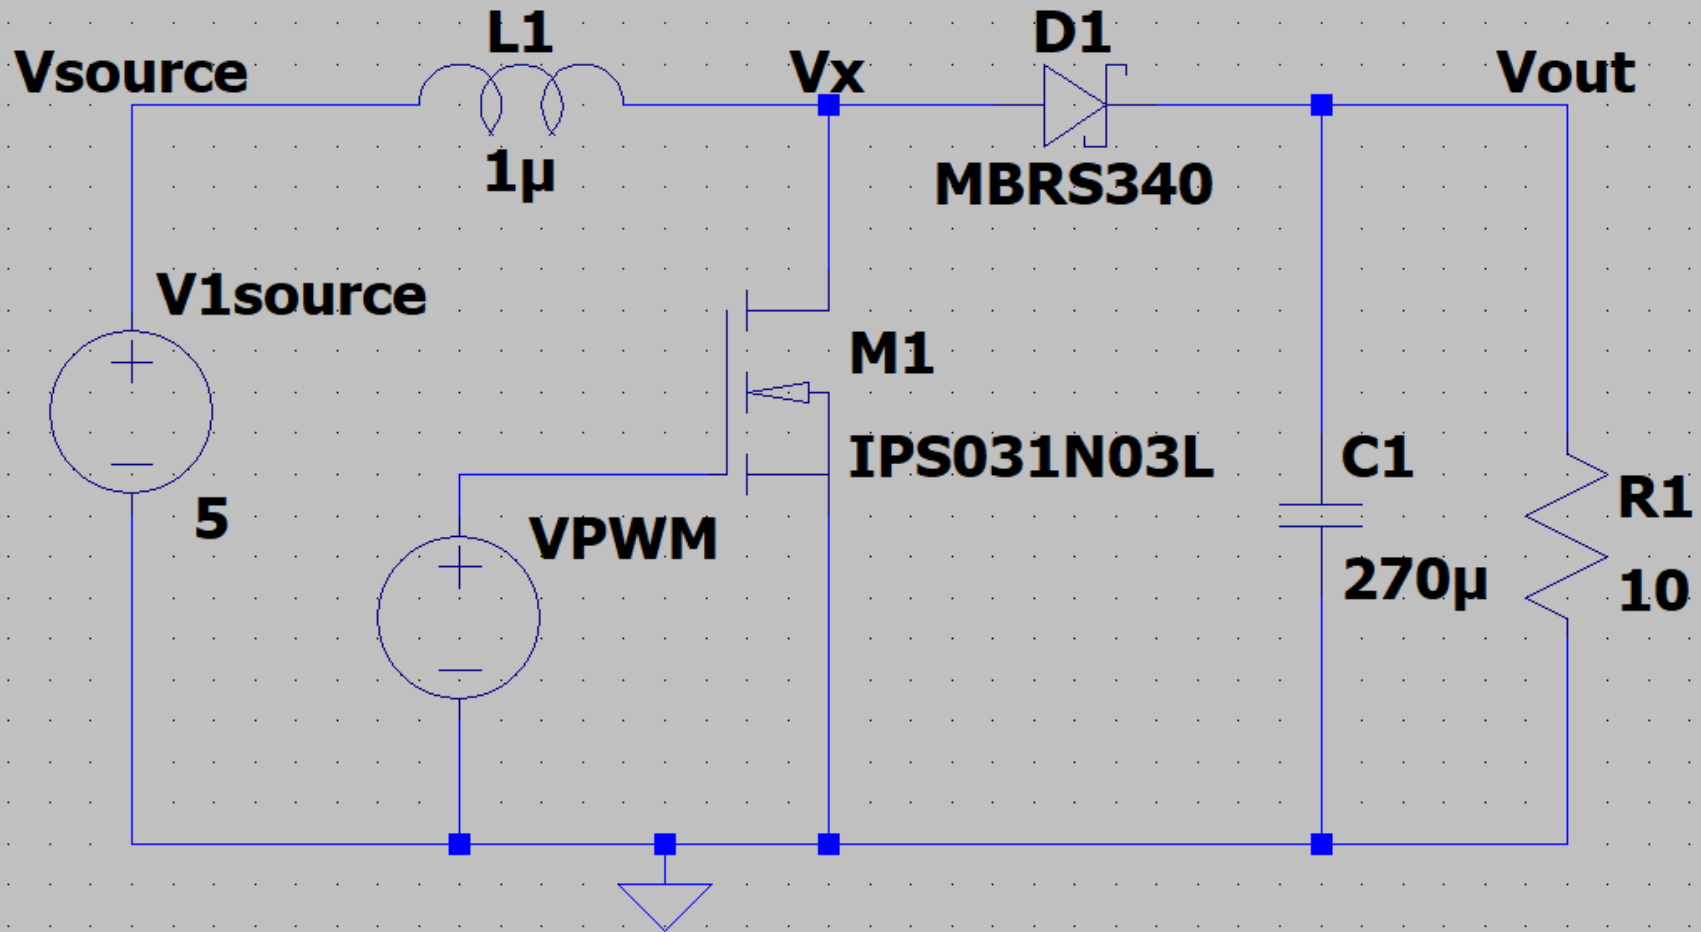 L1
D1
Vsource
Vx
Vout
1µ
MBRS340
V1source
M1
IPS031N03L
C1
R1
5
VPWM
270µ
10